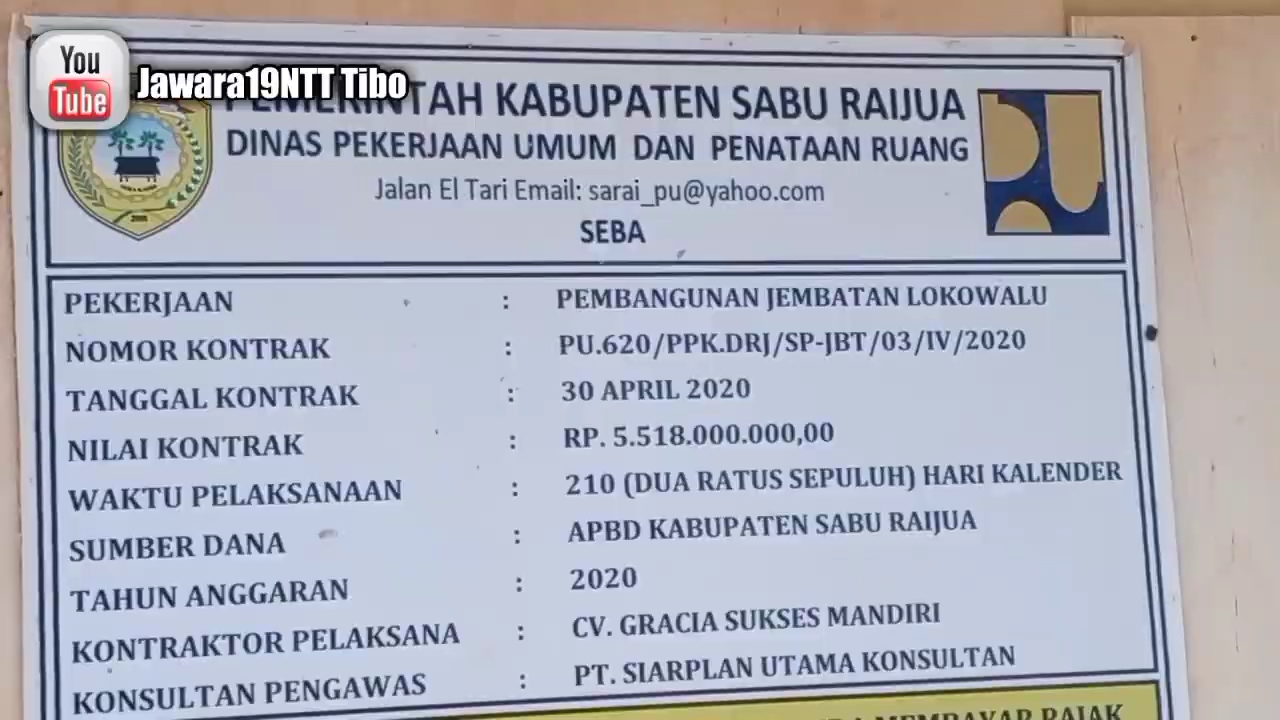 You
Tube
Jawara19NTT Tibo
PEMERINTAH KABUPATEN SABU RAIJUA
DINAS PEKERJAAN UMUM DAN PENATAAN RUANG
Jalan El Tari Email: sarai_pu@yahoo.com
SEBA
PEKERJAAN : PEMBANGUNAN JEMBATAN LOKOWALU
NOMOR KONTRAK : PU.620/PPK.DRJ/SP-JBT/03/IV/2020
TANGGAL KONTRAK : 30 APRIL 2020
NILAI KONTRAK : RP. 5.518.000.000,00
WAKTU PELAKSANAAN : 210 (DUA RATUS SEPULUH) HARI KALENDER
SUMBER DANA : APBD KABUPATEN SABU RAIJUA
TAHUN ANGGARAN : 2020
KONTRAKTOR PELAKSANA : CV. GRACIA SUKSES MANDIRI
KONSULTAN PENGAWAS : PT. SIARPLAN UTAMA KONSULTAN
MEMBAYAR PAJAK